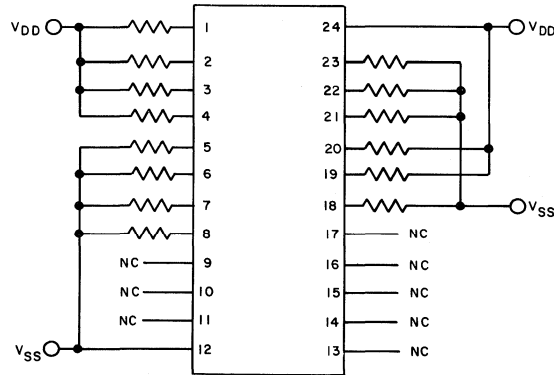 VDD 1 24 VDD
2 23
3 22
4 21
5 20
6 19
7 18 VSS
8 17 NC
NC 9 16 NC
NC 10 15 NC
NC 11 14 NC
VSS 12 13 NC